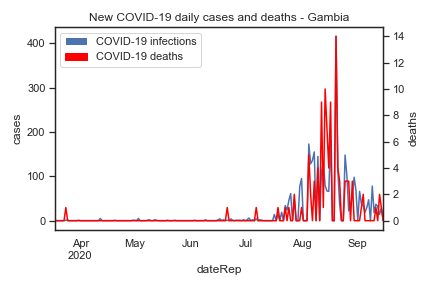 New COVID-19 daily cases and deaths - Gambia
COVID-19 infections
COVID-19 deaths
400
300
200
100
0
cases
14
12
10
8
6
4
2
0
deaths
Apr
2020
May
Jun
Jul
Aug
Sep
dateRep